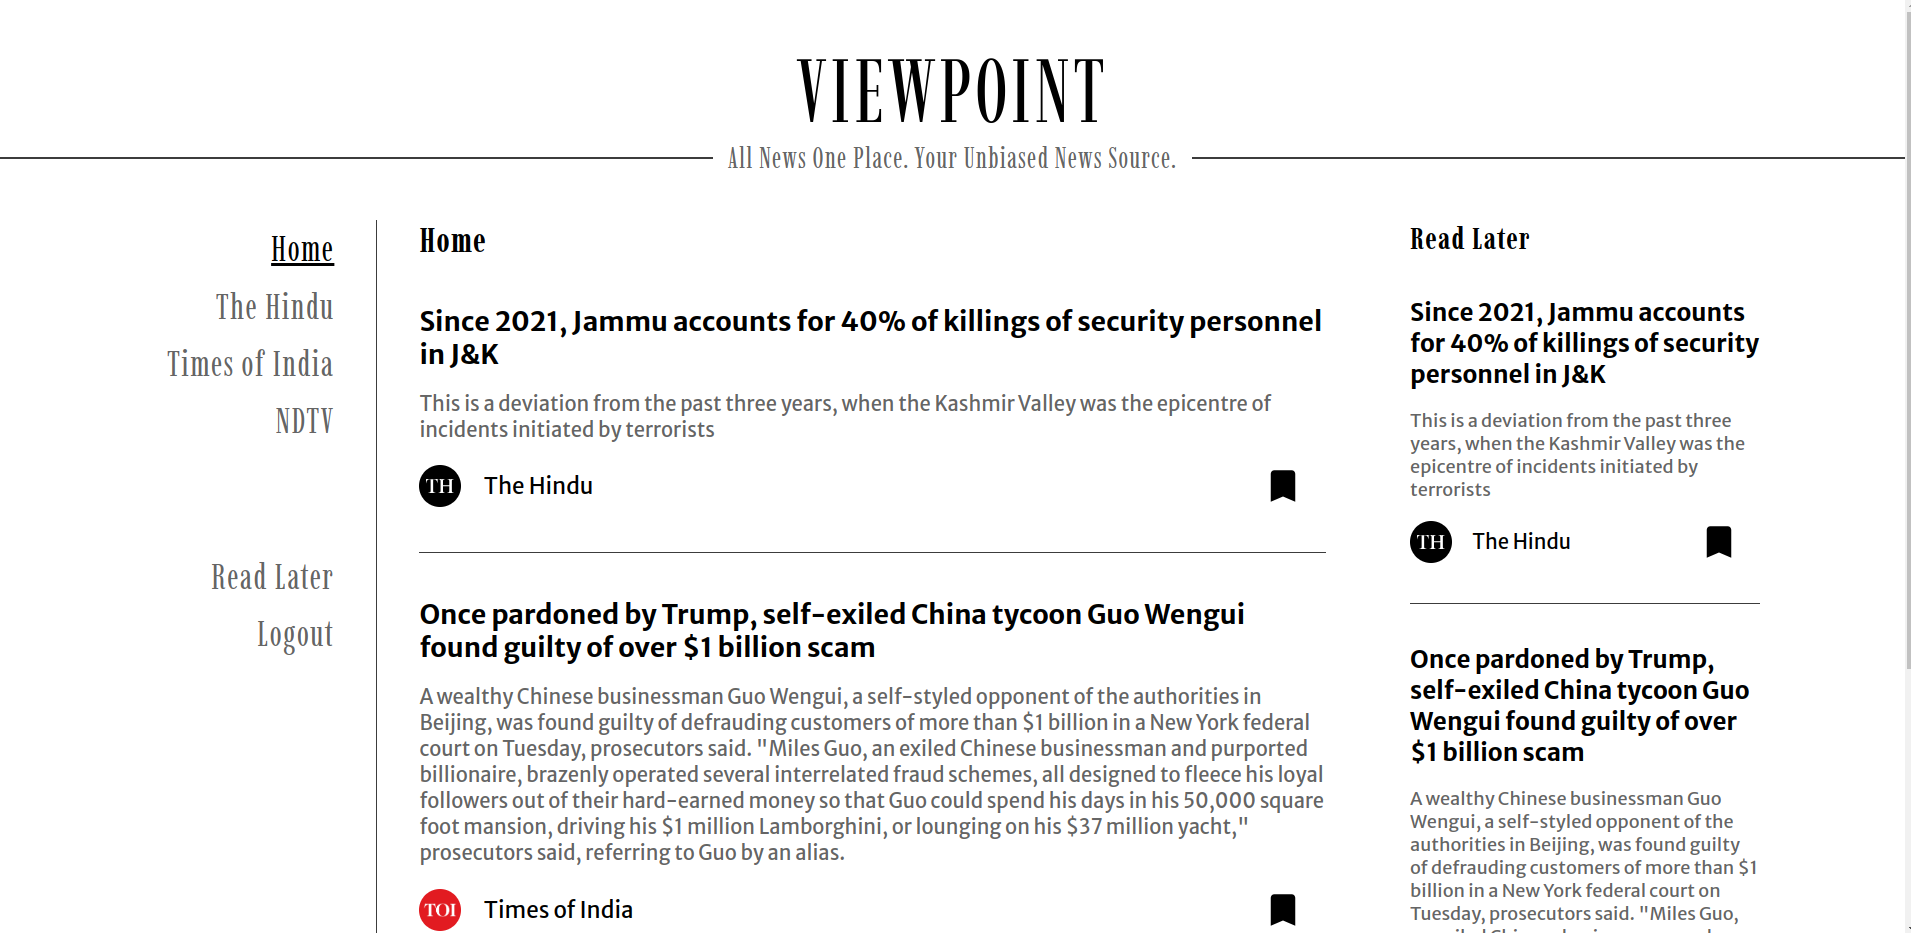 VIEWPOINT
All News One Place. Your Unbiased News Source.
Home
The Hindu
Times of India
NDTV
Read Later
Logout
Home
Since 2021, Jammu accounts for 40% of killings of security personnel
in J&K
This is a deviation from the past three years, when the Kashmir Valley was the epicentre of
incidents initiated by terrorists
TH The Hindu
Once pardoned by Trump, self-exiled China tycoon Guo Wengui
found guilty of over $1 billion scam
A wealthy Chinese businessman Guo Wengui, a self-styled opponent of the authorities in
Beijing, was found guilty of defrauding customers of more than $1 billion in a New York federal
court on Tuesday, prosecutors said. "Miles Guo, an exiled Chinese businessman and purported
billionaire, brazenly operated several interrelated fraud schemes, all designed to fleece his loyal
followers out of their hard-earned money so that Guo could spend his days in his 50,000 square
foot mansion, driving his $1 million Lamborghini, or lounging on his $37 million yacht,"
prosecutors said, referring to Guo by an alias.
TOI Times of India
Read Later
Since 2021, Jammu accounts
for 40% of killings of security
personnel in J&K
This is a deviation from the past three
years, when the Kashmir Valley was the
epicentre of incidents initiated by
terrorists
TH The Hindu
Once pardoned by Trump,
self-exiled China tycoon Guo
Wengui found guilty of over
$1 billion scam
A wealthy Chinese businessman Guo
Wengui, a self-styled opponent of the
authorities in Beijing, was found guilty
of defrauding customers of more than $1
billion in a New York federal court on
Tuesday, prosecutors said. "Miles Guo,